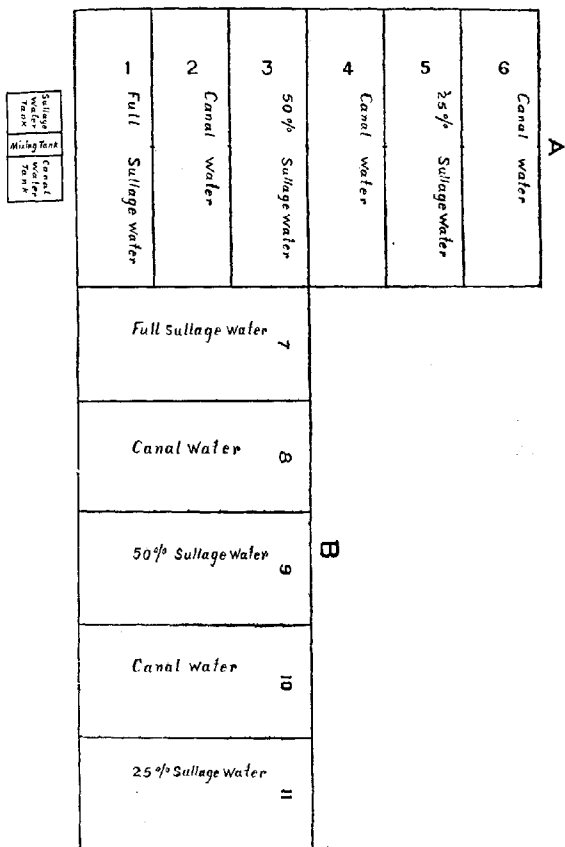 1
Full Sullage Water
2
Canal Water
3
50% Sullage Water
4
Canal Water
5
25% Sullage Water
6
Canal Water
A
Sullage
Water
Tank
Mixing Tank
Canal
Water
Tank
Full Sullage Water
7
Canal Water
8
50% Sullage Water
9
B
Canal Water
10
25% Sullage Water
11